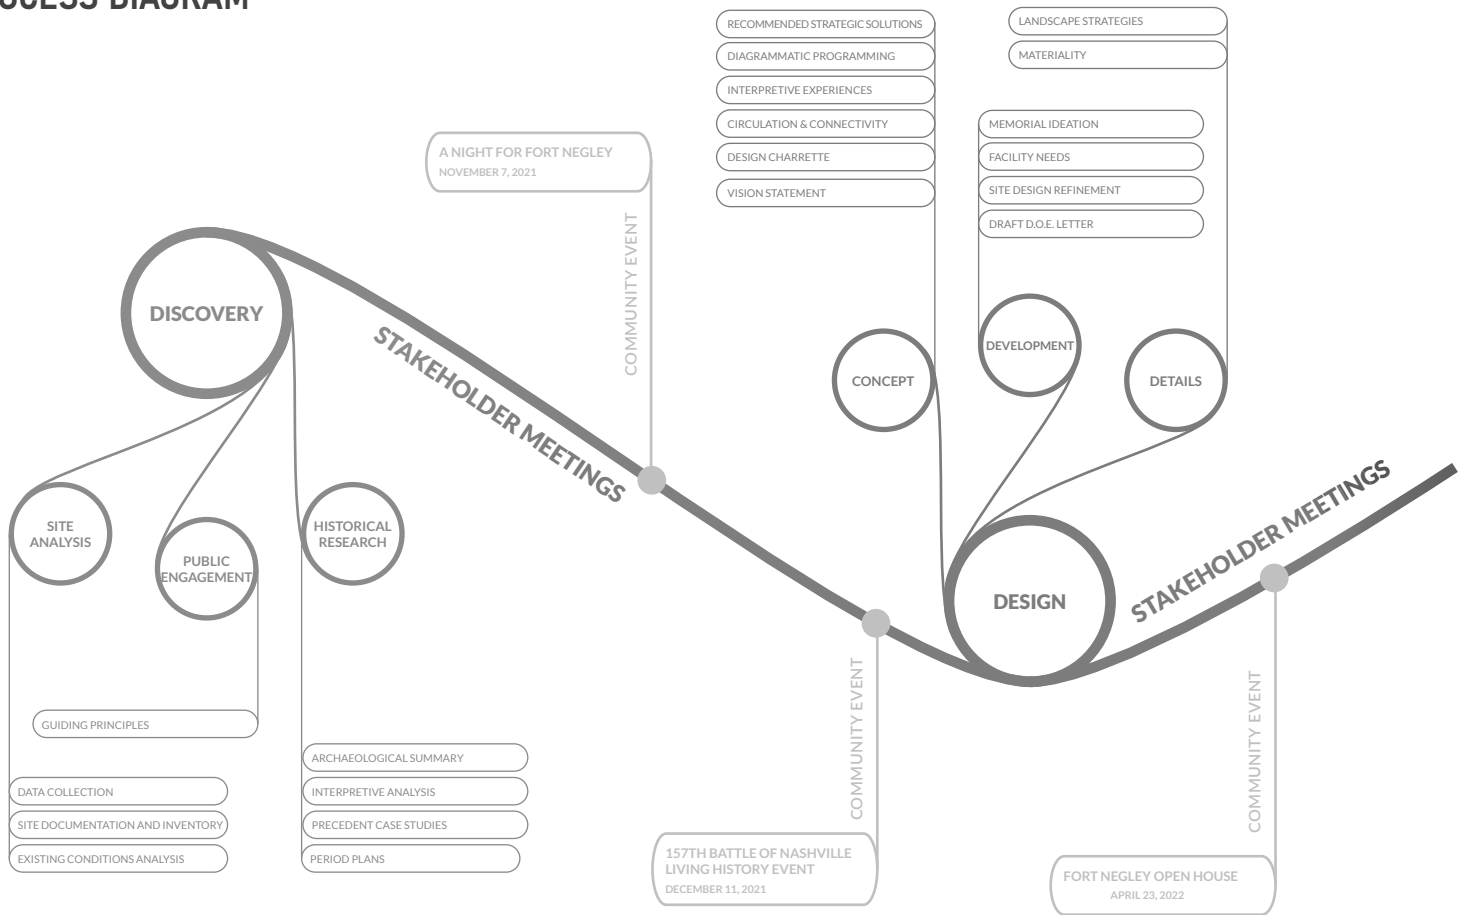 RECOMMENDED STRATEGIC SOLUTIONS
DIAGRAMMATIC PROGRAMMING
INTERPRETIVE EXPERIENCES
CIRCULATION & CONNECTIVITY
DESIGN CHARRETTE
VISION STATEMENT
LANDSCAPE STRATEGIES
MATERIALITY
MEMORIAL IDEATION
FACILITY NEEDS
SITE DESIGN REFINEMENT
DRAFT D.O.E. LETTER
A NIGHT FOR FORT NEGLEY
NOVEMBER 7, 2021
COMMUNITY EVENT
DISCOVERY
STAKEHOLDER MEETINGS
CONCEPT
DEVELOPMENT
DETAILS
SITE
ANALYSIS
PUBLIC
ENGAGEMENT
HISTORICAL
RESEARCH
DESIGN
STAKEHOLDER MEETINGS
GUIDING PRINCIPLES
DATA COLLECTION
SITE DOCUMENTATION AND INVENTORY
EXISTING CONDITIONS ANALYSIS
ARCHAEOLOGICAL SUMMARY
INTERPRETIVE ANALYSIS
PRECEDENT CASE STUDIES
PERIOD PLANS
COMMUNITY EVENT
157TH BATTLE OF NASHVILLE
LIVING HISTORY EVENT
DECEMBER 11, 2021
COMMUNITY EVENT
FORT NEGLEY OPEN HOUSE
APRIL 23, 2022